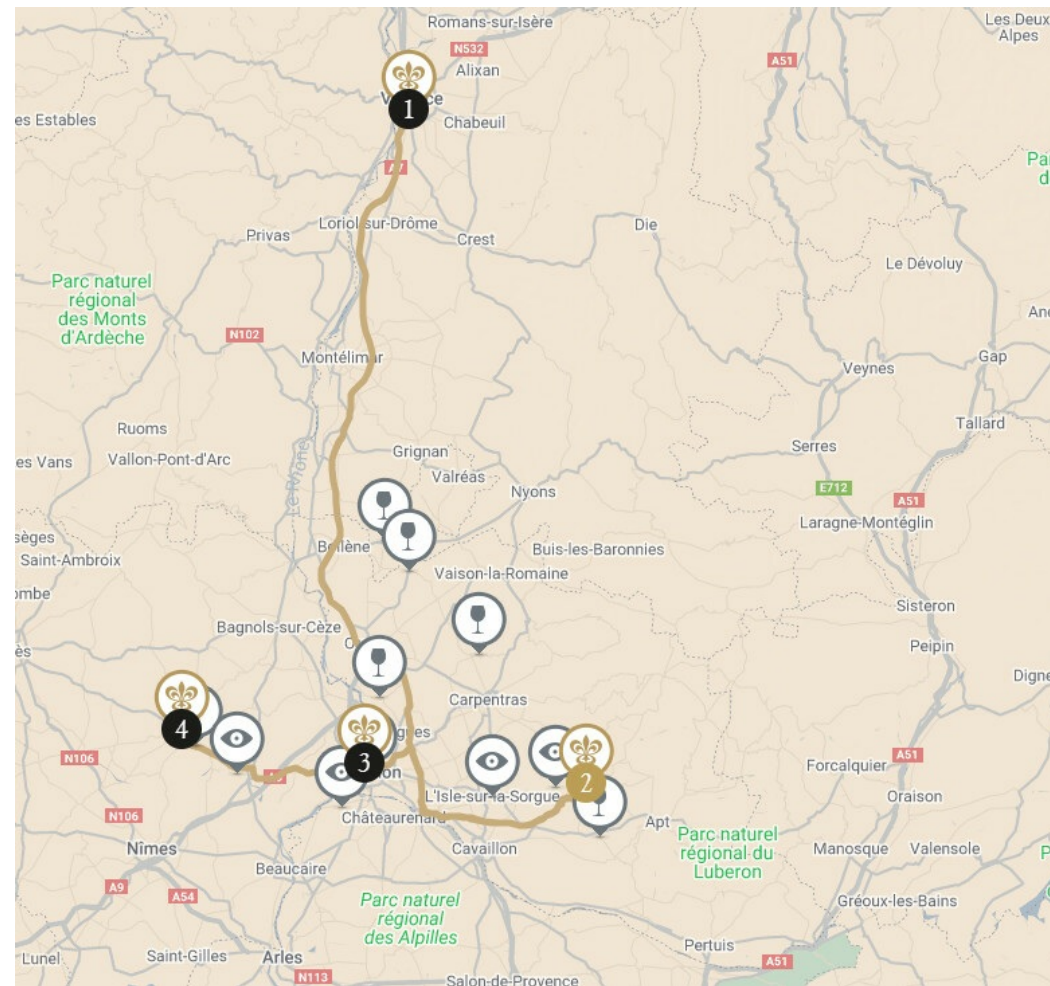 Romans-sur-Isère
Les Deux
Alpes
N532
A51
Alixan
1
es Estables
Chabeuil
A7
Loriol-sur-Drôme
Privas
Crest
Die
Le Dévoluy
Parc naturel
régional
des Monts
d'Ardèche
N102
Montélimar
Gap
Veynes
Ruoms
Tallard
Serres
Grignan
es Vans
Vallon-Pont-d'Arc
Valréas
Le Rhône
Nyons
E712
A51
Laragne-Montéglin
Bollène
Buis-les-Baronnies
Saint-Ambroix
Vaison-la-Romaine
Sisteron
Bagnols-sur-Cèze
Peipin
Carpentras
Digne
4
3
2
N106
A51
Forcalquier
L'Isle-sur-la-Sorgue
Oraison
Châteaurenard
N106
Apt
Nîmes
Cavaillon
Parc naturel
régional du
Luberon
Manosque
Valensole
Beaucaire
A9
A54
Parc naturel
régional
des Alpilles
Gréoux-les-Bains
Pertuis
Lunel
Saint-Gilles
Arles
A51
N113
Salon-de-Provence